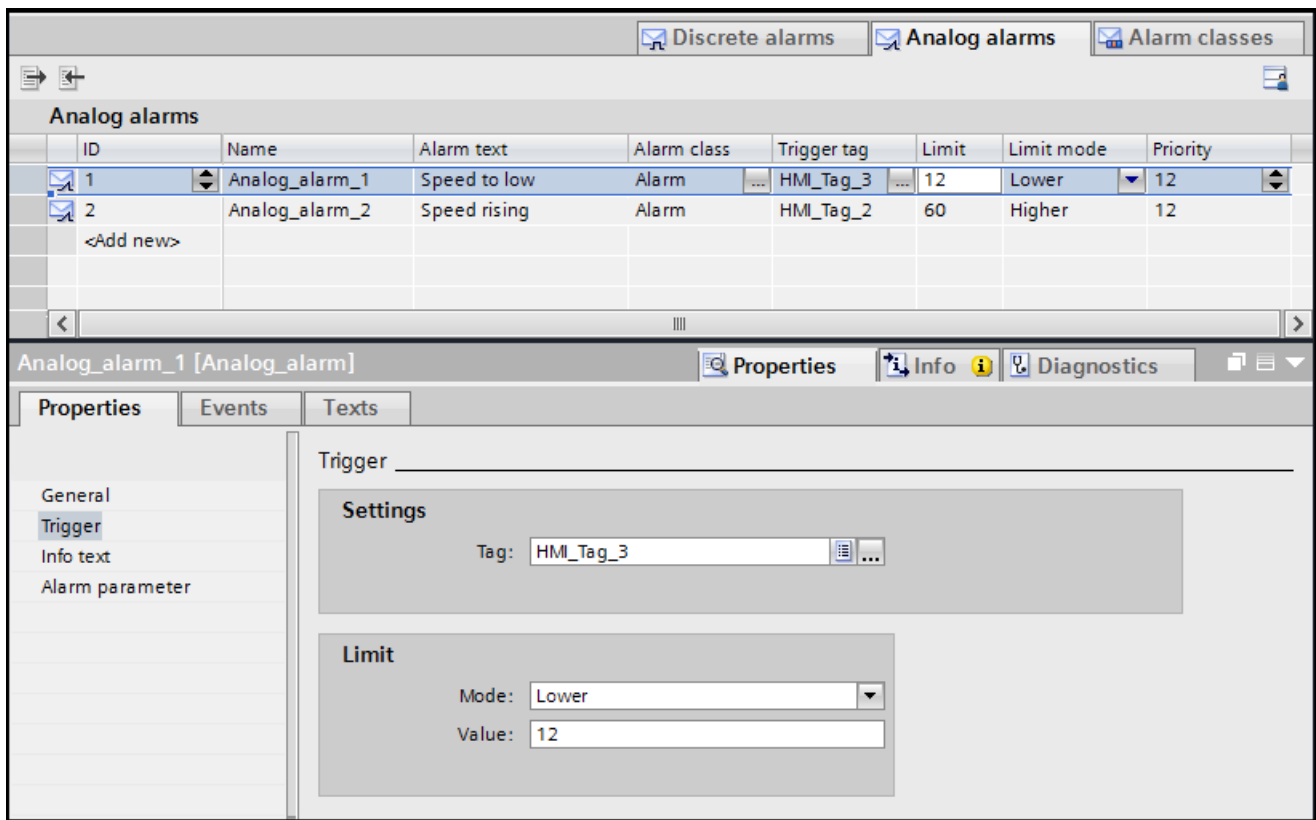 Discrete alarms Analog alarms Alarm classes
Analog alarms
ID Name Alarm text Alarm class Trigger tag Limit Limit mode Priority
1 Analog_alarm_1 Speed to low Alarm ... HMI_Tag_3 ... 12 Lower 12
2 Analog_alarm_2 Speed rising Alarm HMI_Tag_2 60 Higher 12
<Add new>
Analog_alarm_1 [Analog_alarm] Properties Info Diagnostics
Properties Events Texts
Trigger
General
Trigger
Info text
Alarm parameter
Settings
Tag: HMI_Tag_3 ...
Limit
Mode: Lower
Value: 12